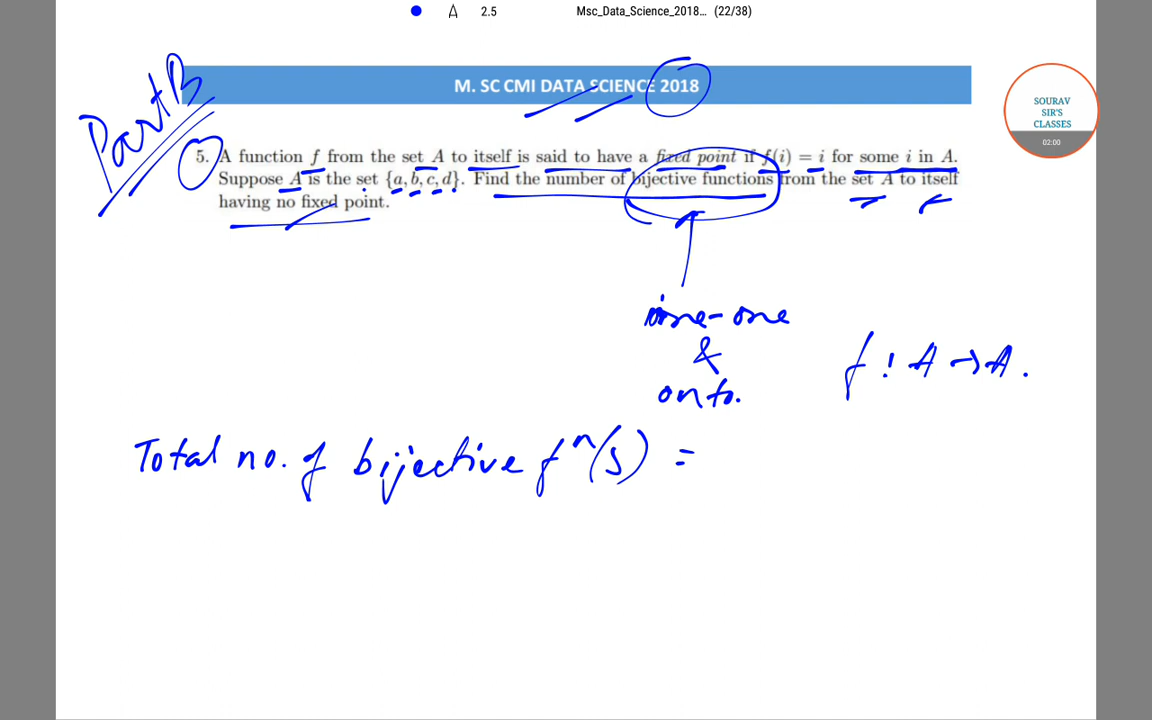 2.5 Msc_Data_Science_2018... (22/38)
Part B
M. SC CMI DATA SCIENCE 2018
SOURAV
SIR'S
CLASSES
02:00
5. A function f from the set A to itself is said to have a fixed point if f(i) = i for some i in A.
Suppose A is the set {a, b, c, d}. Find the number of bijective functions from the set A to itself
having no fixed point.
one-one
&
onto.
f : A → A.
Total no. of bijective fⁿ(s) =